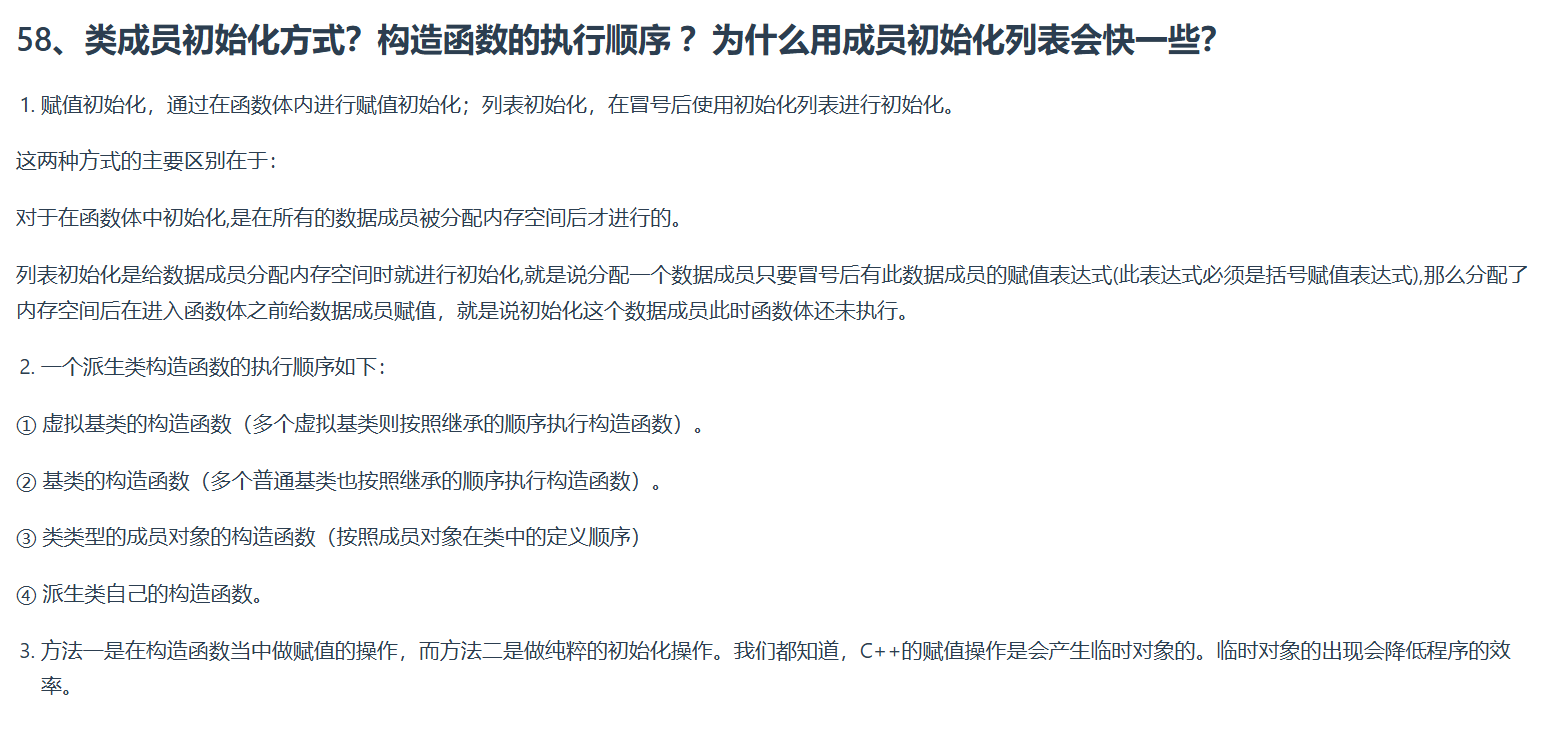 58、类成员初始化方式？构造函数的执行顺序 ？为什么用成员初始化列表会快一些？
1. 赋值初始化，通过在函数体内进行赋值初始化；列表初始化，在冒号后使用初始化列表进行初始化。
这两种方式的主要区别在于：
对于在函数体中初始化,是在所有的数据成员被分配内存空间后才进行的。
列表初始化是给数据成员分配内存空间时就进行初始化,就是说分配一个数据成员只要冒号后有此数据成员的赋值表达式(此表达式必须是括号赋值表达式),那么分配了
内存空间后在进入函数体之前给数据成员赋值，就是说初始化这个数据成员此时函数体还未执行。
2. 一个派生类构造函数的执行顺序如下：
① 虚拟基类的构造函数（多个虚拟基类则按照继承的顺序执行构造函数）。
② 基类的构造函数（多个普通基类也按照继承的顺序执行构造函数）。
③ 类类型的成员对象的构造函数（按照成员对象在类中的定义顺序）
④ 派生类自己的构造函数。
3. 方法一是在构造函数当中做赋值的操作，而方法二是做纯粹的初始化操作。我们都知道，C++的赋值操作是会产生临时对象的。临时对象的出现会降低程序的效
率。